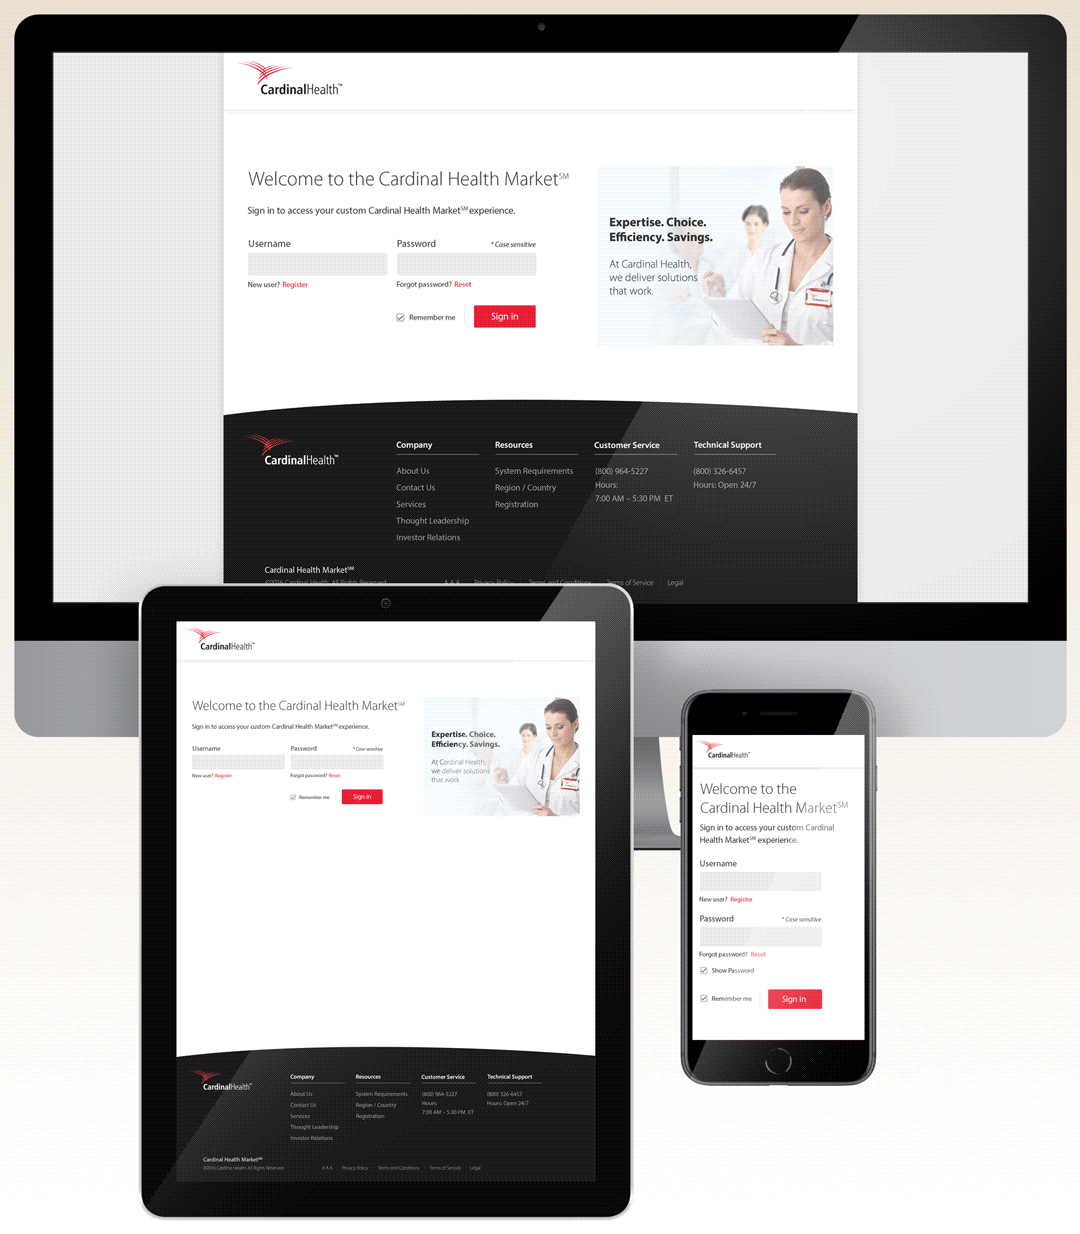 CardinalHealth™
Welcome to the Cardinal Health Market℠
Sign in to access your custom Cardinal Health Market℠ experience.
Username
Password
* Case sensitive
New user? Register
Forgot password? Reset
Remember me
Sign in
Expertise. Choice.
Efficiency. Savings.
At Cardinal Health,
we deliver solutions
that work.
CardinalHealth™
Company
About Us
Contact Us
Services
Thought Leadership
Investor Relations
Resources
System Requirements
Region / Country
Registration
Customer Service
(800) 964-5227
Hours:
7:00 AM – 5:30 PM ET
Technical Support
(800) 326-6457
Hours: Open 24/7
Cardinal Health Market℠
©2016 Cardinal Health. All Rights Reserved
A A A Privacy Policy Terms and Conditions Terms of Service Legal
CardinalHealth™
Welcome to the Cardinal Health Market℠
Sign in to access your custom Cardinal Health Market℠ experience.
Username
Password
* Case sensitive
New user? Register
Forgot password? Reset
Remember me
Sign in
Expertise. Choice.
Efficiency. Savings.
At Cardinal Health,
we deliver solutions
that work.
CardinalHealth™
Company
About Us
Contact Us
Services
Thought Leadership
Investor Relations
Resources
System Requirements
Region / Country
Registration
Customer Service
(800) 964-5227
Hours:
7:00 AM – 5:30 PM ET
Technical Support
(800) 326-6457
Hours: Open 24/7
Cardinal Health Market℠
©2016 Cardinal Health. All Rights Reserved
A A A Privacy Policy Terms and Conditions Terms of Service Legal
CardinalHealth™
Welcome to the
Cardinal Health Market℠
Sign in to access your custom Cardinal
Health Market℠ experience.
Username
New user? Register
Password
* Case sensitive
Forgot password? Reset
Show Password
Remember me
Sign in